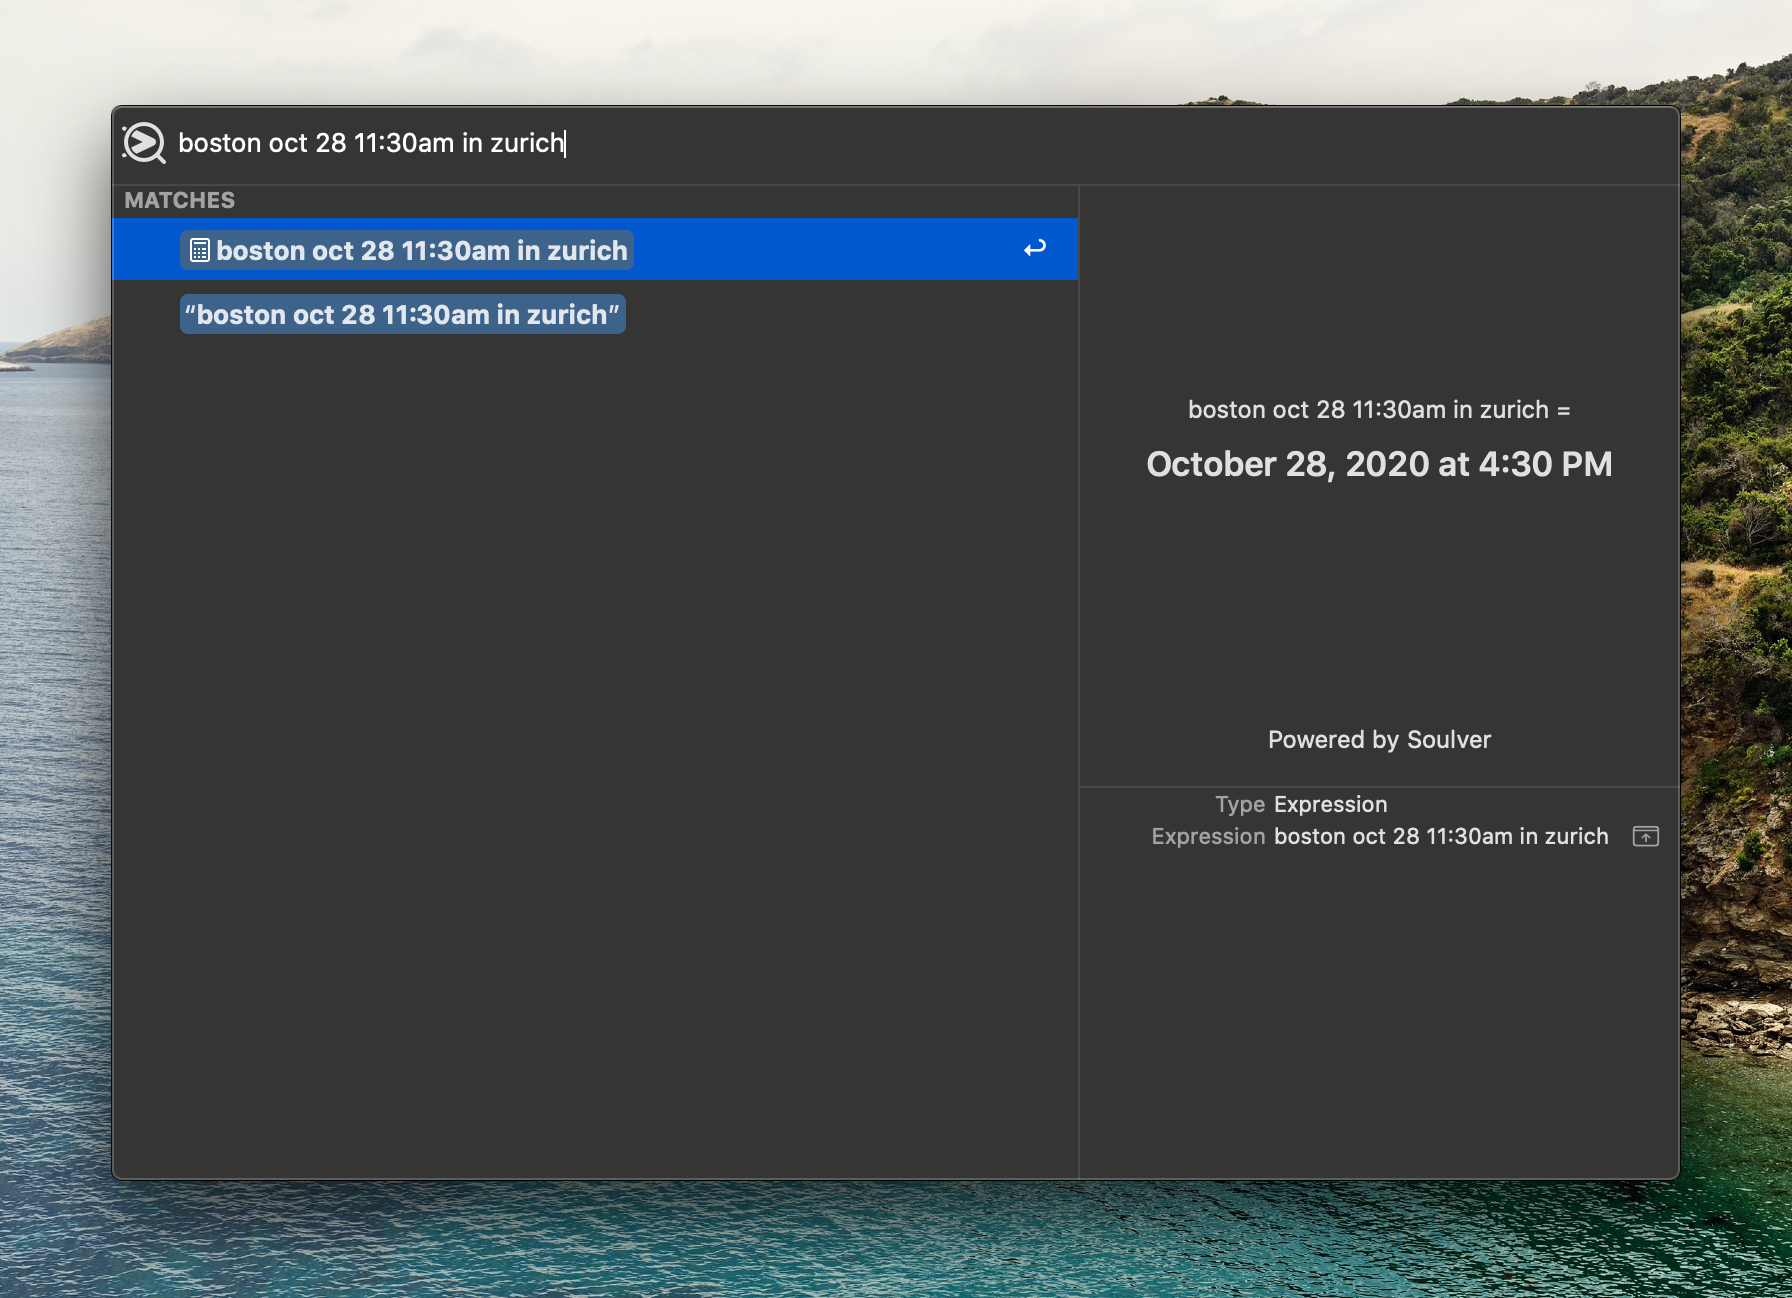 boston oct 28 11:30am in zurich
MATCHES
boston oct 28 11:30am in zurich
“boston oct 28 11:30am in zurich”
boston oct 28 11:30am in zurich =
October 28, 2020 at 4:30 PM
Powered by Soulver
Type Expression
Expression boston oct 28 11:30am in zurich